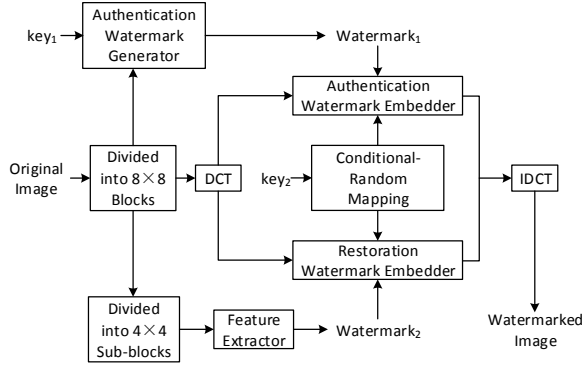 Authentication
Watermark
Generator
key₁
Watermark₁
Authentication
Watermark Embedder
Original
Image
Divided
into 8×8
Blocks
DCT
key₂
Conditional-
Random
Mapping
IDCT
Restoration
Watermark Embedder
Divided
into 4×4
Sub-blocks
Feature
Extractor
Watermark₂
Watermarked
Image